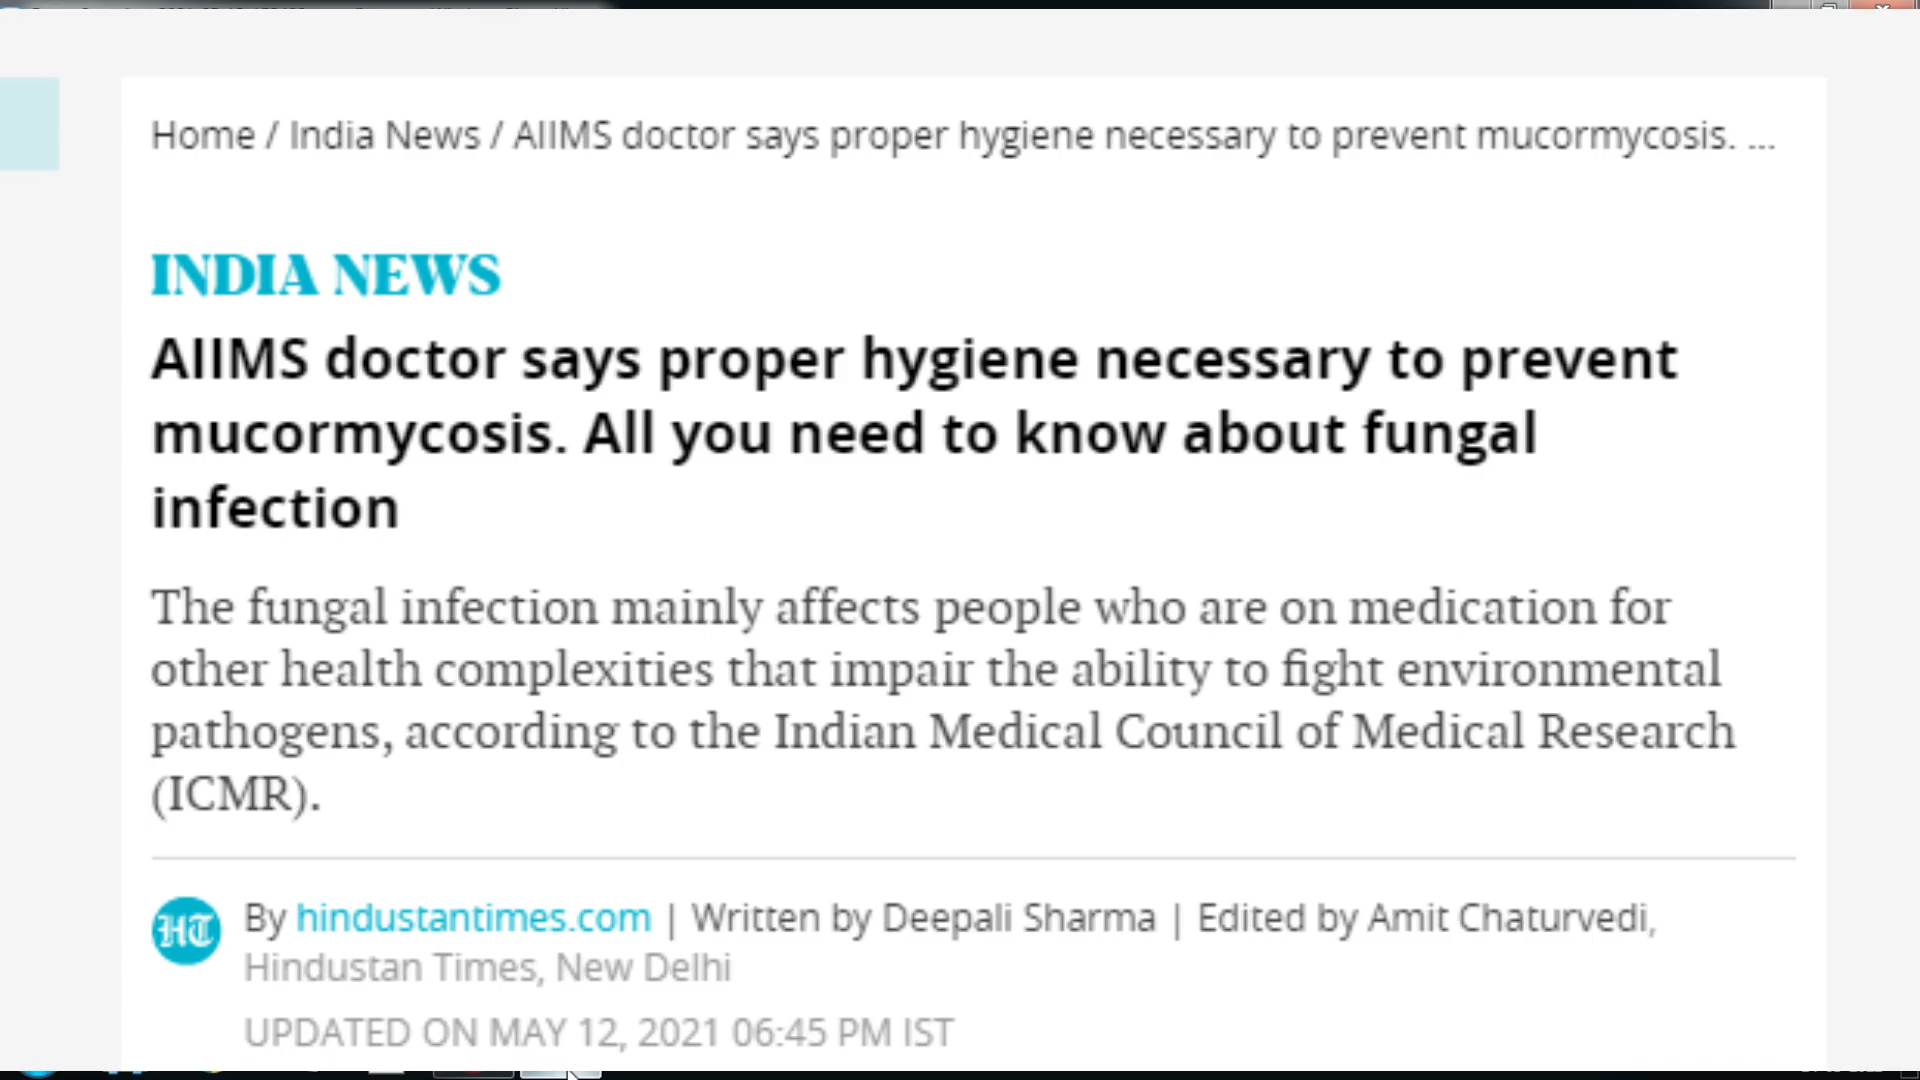 Home / India News / AIIMS doctor says proper hygiene necessary to prevent mucormycosis. ...
INDIA NEWS
AIIMS doctor says proper hygiene necessary to prevent
mucormycosis. All you need to know about fungal
infection
The fungal infection mainly affects people who are on medication for
other health complexities that impair the ability to fight environmental
pathogens, according to the Indian Medical Council of Medical Research
(ICMR).
HT
By hindustantimes.com | Written by Deepali Sharma | Edited by Amit Chaturvedi,
Hindustan Times, New Delhi
UPDATED ON MAY 12, 2021 06:45 PM IST